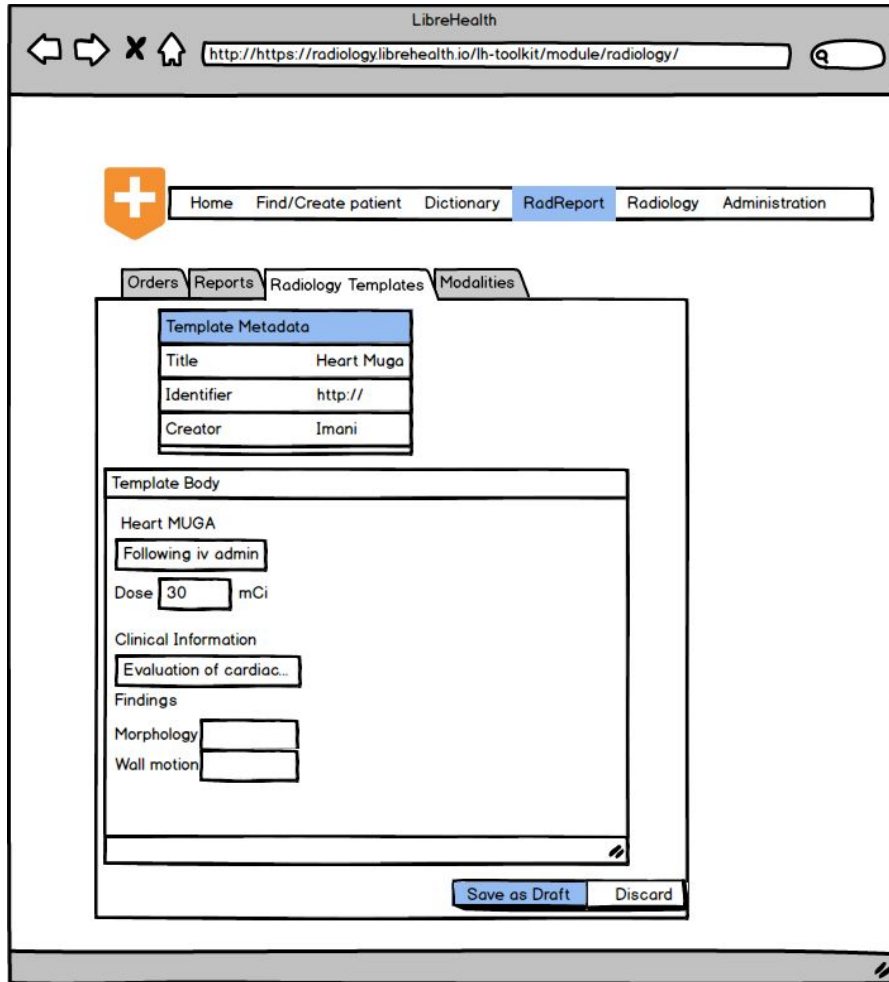 LibreHealth
http://https://radiology.librehealth.io/lh-toolkit/module/radiology/
Home Find/Create patient Dictionary RadReport Radiology Administration
Orders Reports Radiology Templates Modalities
Template Metadata
Title Heart Muga
Identifier http://
Creator Imani
Template Body
Heart MUGA
Following iv admin
Dose 30 mCi
Clinical Information
Evaluation of cardiac...
Findings
Morphology
Wall motion
Save as Draft Discard